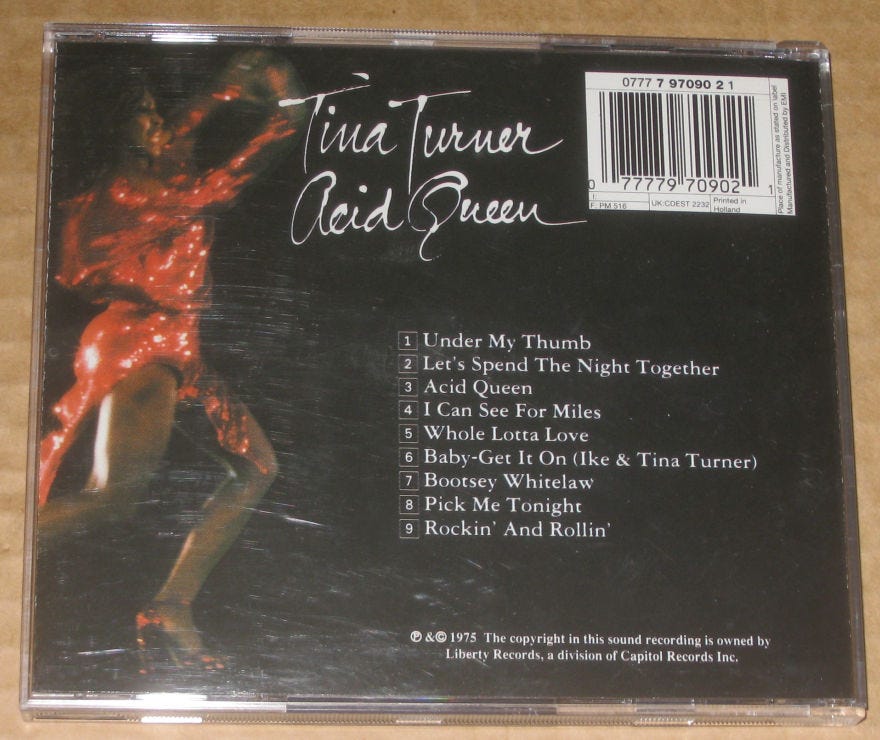 Tina Turner
Acid Queen
0777 7 97090 2 1
0 77779 70902 1
F: PM 516
UK:CDEST 2232
Printed in
Holland
Place of manufacture as stated on label
Manufactured and Distributed by EMI
1 Under My Thumb
2 Let's Spend The Night Together
3 Acid Queen
4 I Can See For Miles
5 Whole Lotta Love
6 Baby-Get It On (Ike & Tina Turner)
7 Bootsey Whitelaw
8 Pick Me Tonight
9 Rockin' And Rollin'
℗ & © 1975 The copyright in this sound recording is owned by
Liberty Records, a division of Capitol Records Inc.